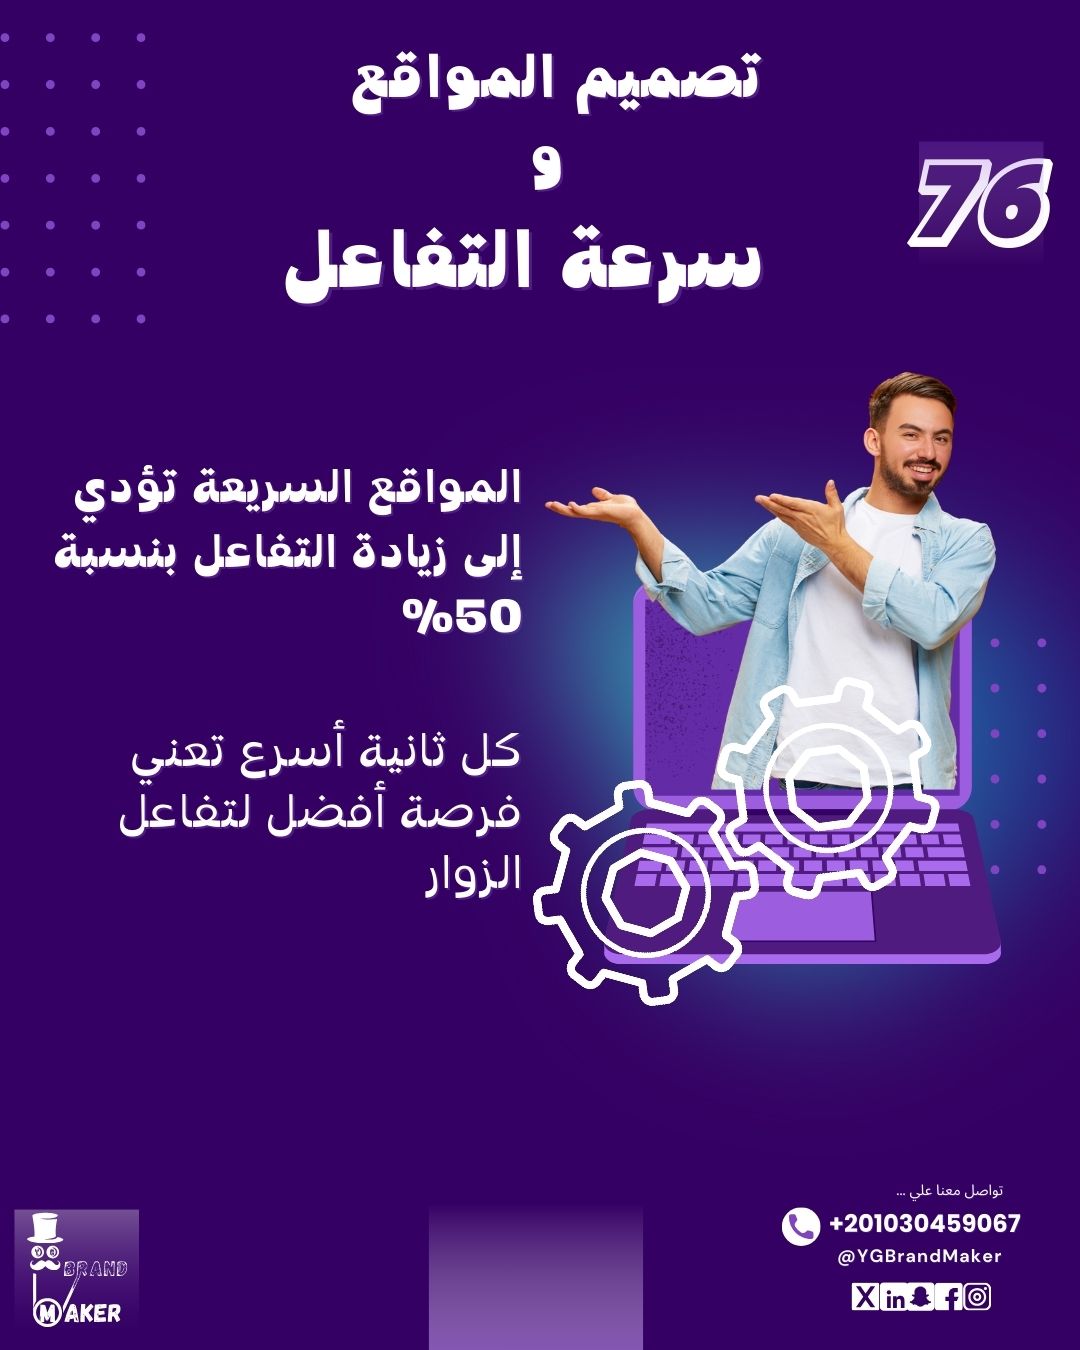 تصميم المواقع
و
سرعة التفاعل
76
المواقع السريعة تؤدي
إلى زيادة التفاعل بنسبة
50%
كل ثانية أسرع تعني
فرصة أفضل لتفاعل
الزوار
تواصل معنا علي ...
+201030459067
@YGBrandMaker
BRAND
MAKER